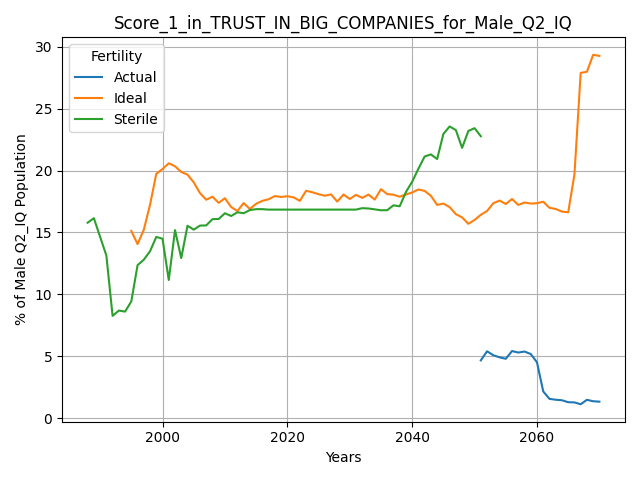 Score_1_in_TRUST_IN_BIG_COMPANIES_for_Male_Q2_IQ
Fertility
Actual
Ideal
Sterile
% of Male Q2_IQ Population
30
25
20
15
10
5
0
2000
2020
2040
2060
Years